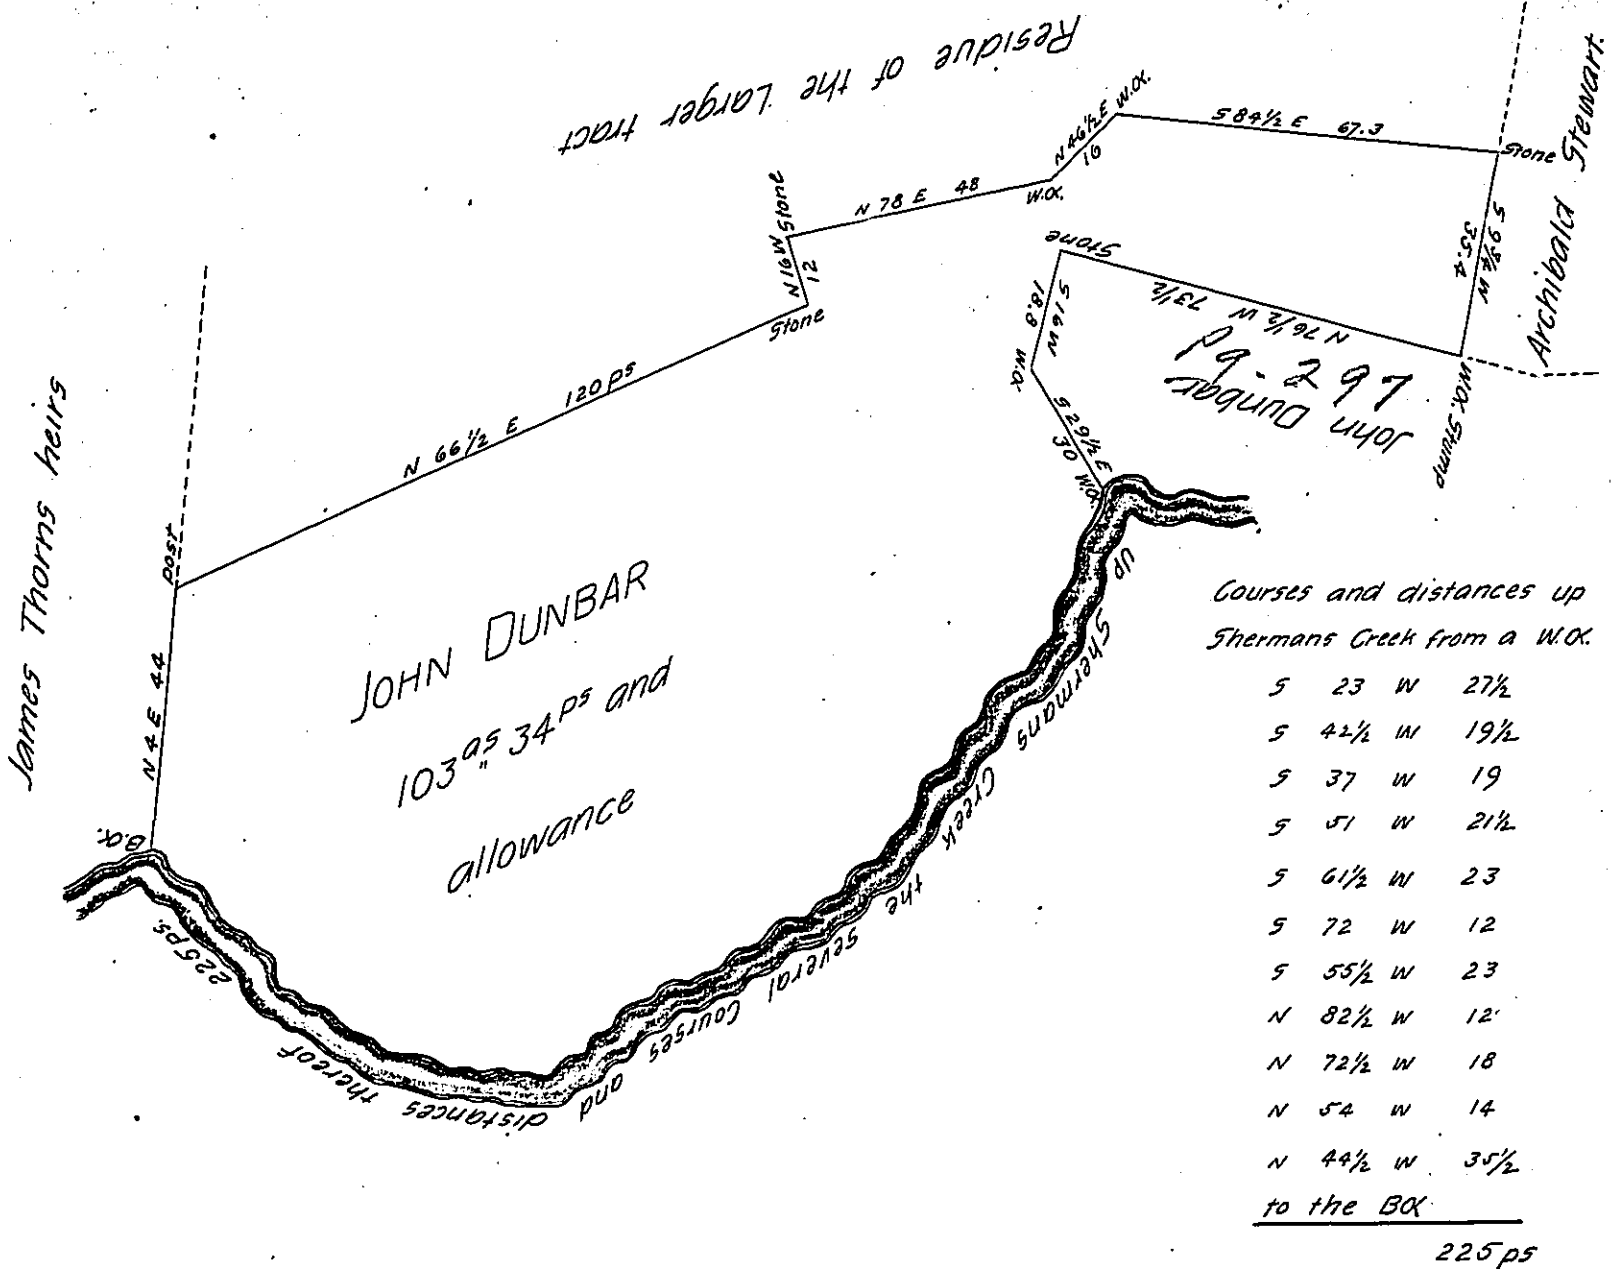 Residue of the Larger tract
N 46½ E W.O.
16
S 84½ E 67.3
Stone
Archibald Stewart.
Stone
N 16 W
12
N 78 E 48
W.O.
S 9¾ W
35.4
Stone
Stone
S 16 W
18.8 W.O.
N 76½ W 73½
pg. 297
John Dunbar
W.O. Stump
N 66½ E 120 ps
S 29½ E
30 W.O.
James Thorns heirs
post
N 4 E 44
B.O.
JOHN DUNBAR
103 as 34 ps and
allowance
up Shermans Creek the several Courses and distances thereof 225 ps.
Courses and distances up
Shermans Creek from a W.O.
S 23 W 27½
S 42½ W 19½
S 37 W 19
S 51 W 21½
S 61½ W 23
S 72 W 12
S 55½ W 23
N 82½ W 12
N 72½ W 18
N 54 W 14
N 44½ W 35½
to the BO
225 ps